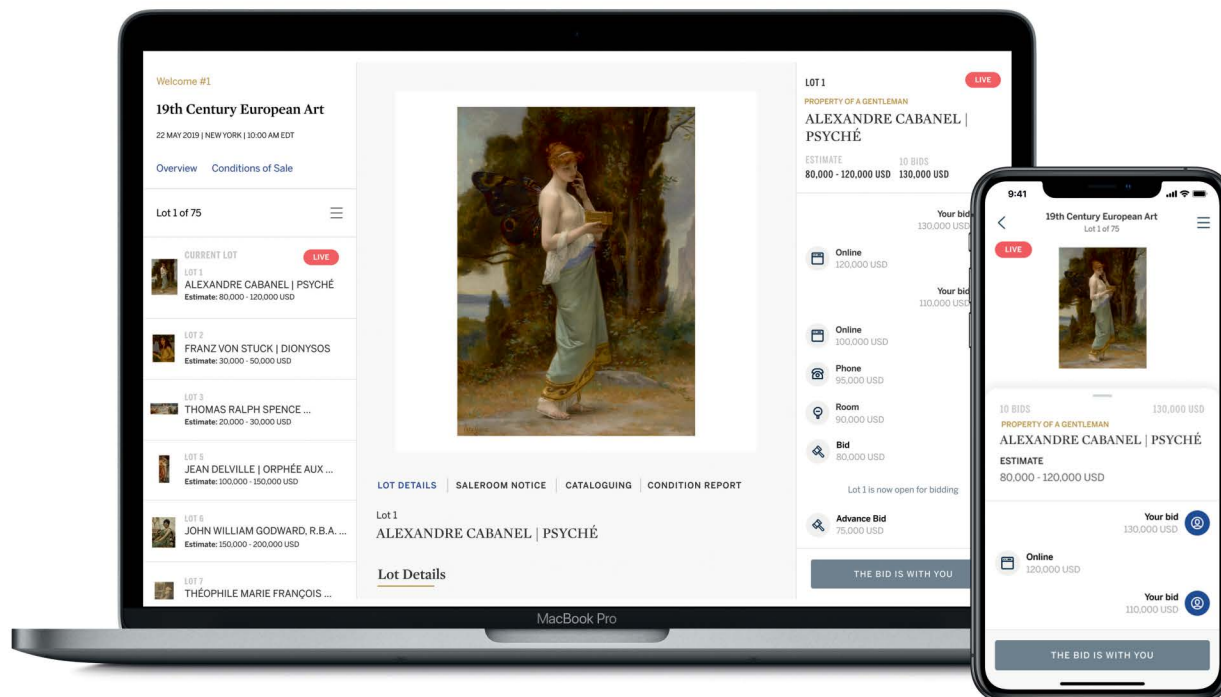 Welcome #1
19th Century European Art
22 MAY 2019 | NEW YORK | 10:00 AM EDT
Overview Conditions of Sale
Lot 1 of 75
CURRENT LOT LIVE
LOT 1
ALEXANDRE CABANEL | PSYCHÉ
Estimate: 80,000 - 120,000 USD
LOT 2
FRANZ VON STUCK | DIONYSOS
Estimate: 30,000 - 50,000 USD
LOT 3
THOMAS RALPH SPENCE ...
Estimate: 20,000 - 30,000 USD
LOT 5
JEAN DELVILLE | ORPHÉE AUX ...
Estimate: 100,000 - 150,000 USD
LOT 6
JOHN WILLIAM GODWARD, R.B.A. ...
Estimate: 150,000 - 200,000 USD
LOT 7
THÉOPHILE MARIE FRANÇOIS ...
LOT DETAILS | SALEROOM NOTICE | CATALOGUING | CONDITION REPORT
Lot 1
ALEXANDRE CABANEL | PSYCHÉ
Lot Details
LOT 1 LIVE
PROPERTY OF A GENTLEMAN
ALEXANDRE CABANEL |
PSYCHÉ
ESTIMATE 10 BIDS
80,000 - 120,000 USD 130,000 USD
Your bid
130,000 USD
Online
120,000 USD
Your bid
110,000 USD
Online
100,000 USD
Phone
95,000 USD
Room
90,000 USD
Bid
80,000 USD
Lot 1 is now open for bidding
Advance Bid
75,000 USD
THE BID IS WITH YOU
MacBook Pro
9:41
19th Century European Art
Lot 1 of 75
LIVE
10 BIDS 130,000 USD
PROPERTY OF A GENTLEMAN
ALEXANDRE CABANEL | PSYCHÉ
ESTIMATE
80,000 - 120,000 USD
Your bid
130,000 USD
Online
120,000 USD
Your bid
110,000 USD
THE BID IS WITH YOU